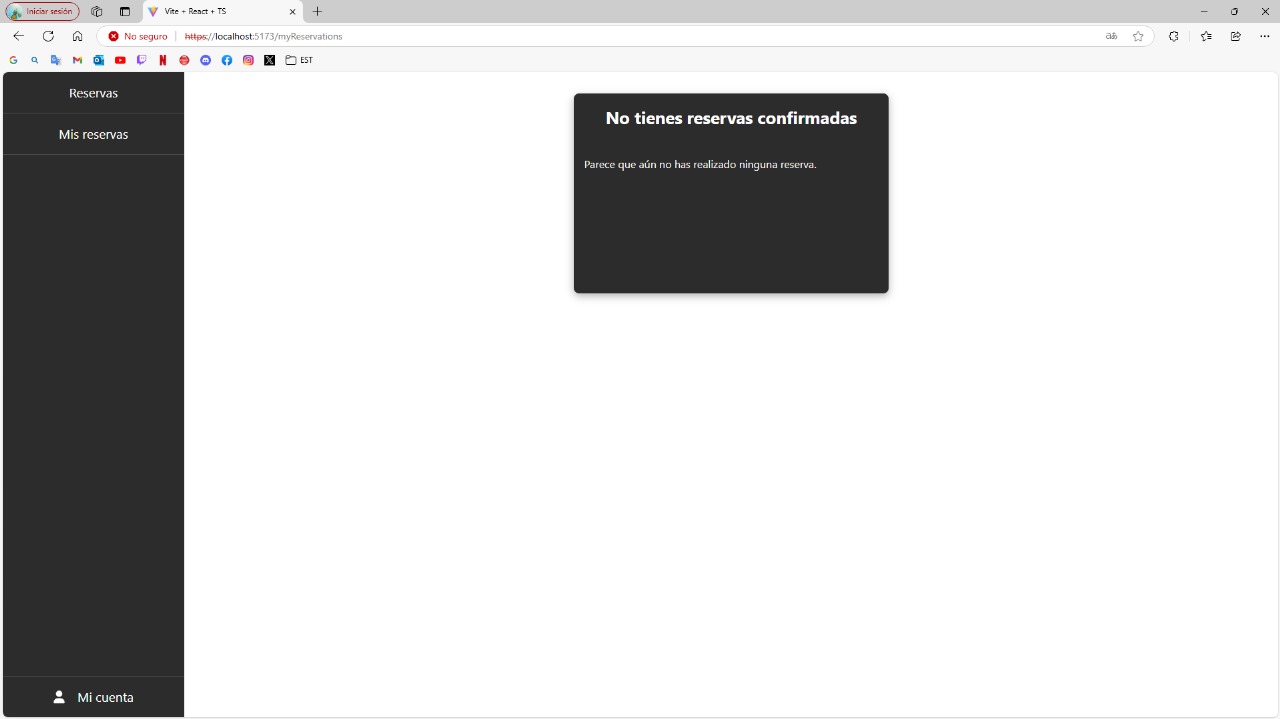 Iniciar sesión
Vite + React + TS
No seguro
https://localhost:5173/myReservations
EST
Reservas
Mis reservas
No tienes reservas confirmadas
Parece que aún no has realizado ninguna reserva.
Mi cuenta